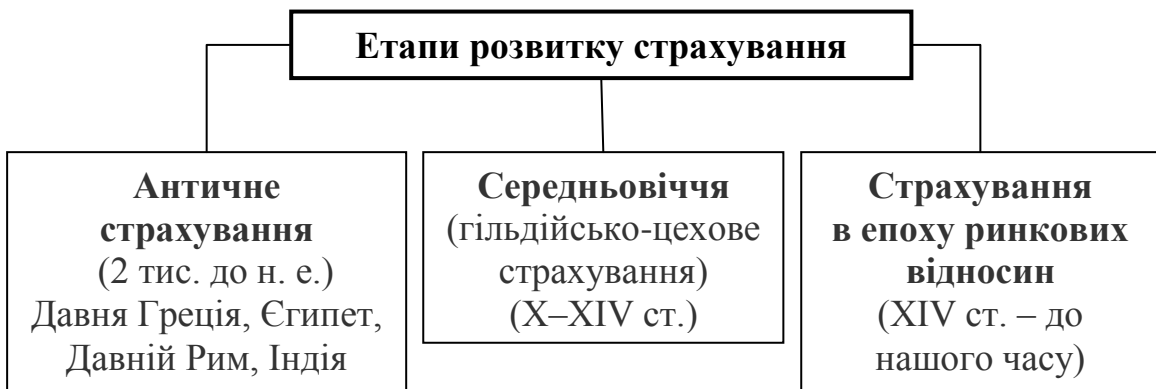 Етапи розвитку страхування
Античне
страхування
(2 тис. до н. е.)
Давня Греція, Єгипет,
Давній Рим, Індія
Середньовіччя
(гільдійсько-цехове
страхування)
(X–XIV ст.)
Страхування
в епоху ринкових
відносин
(XIV ст. – до
нашого часу)